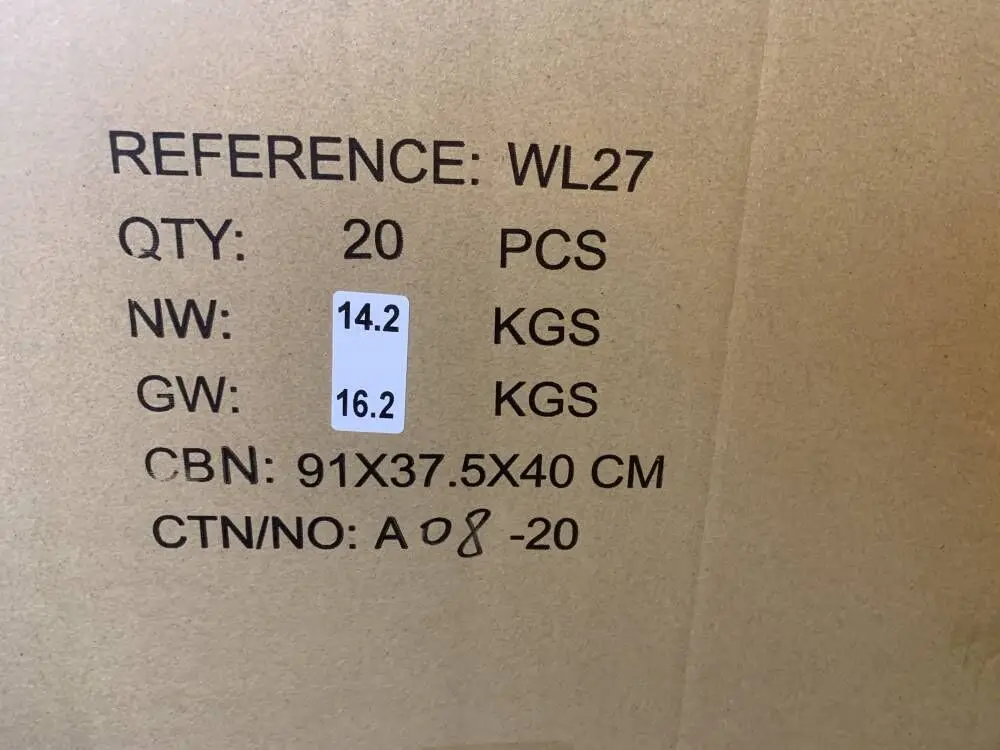 REFERENCE: WL27
QTY: 20 PCS
NW: 14.2 KGS
GW: 16.2 KGS
CBN: 91X37.5X40 CM
CTN/NO: A 08 -20